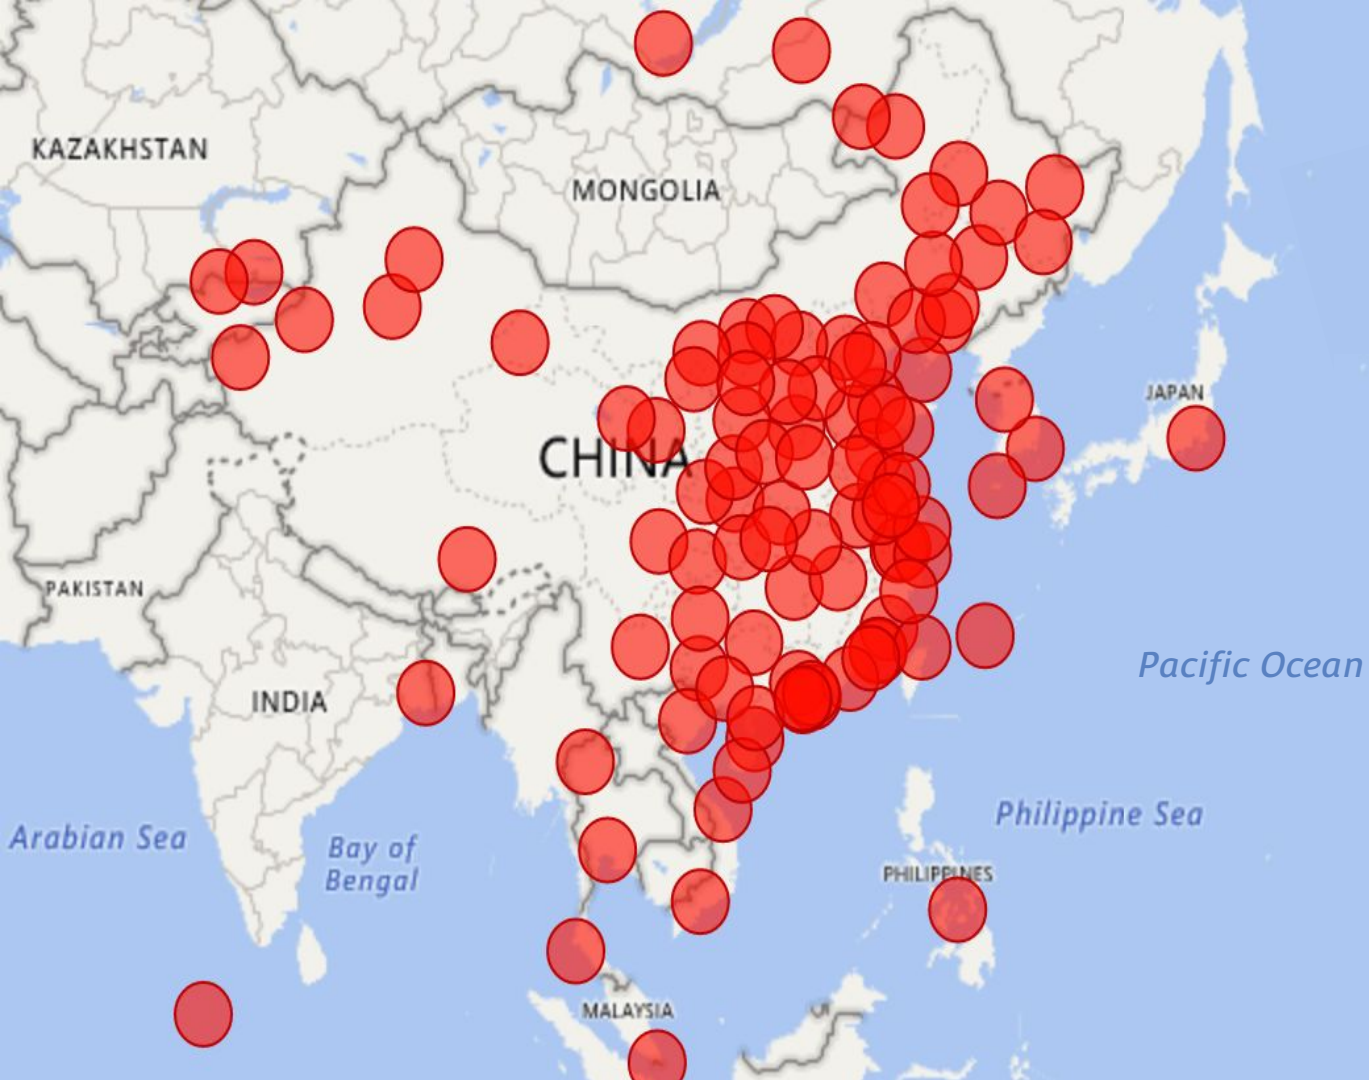 KAZAKHSTAN
MONGOLIA
JAPAN
CHINA
PAKISTAN
Pacific Ocean
INDIA
Arabian Sea
Bay of
Bengal
Philippine Sea
PHILIPPINES
MALAYSIA